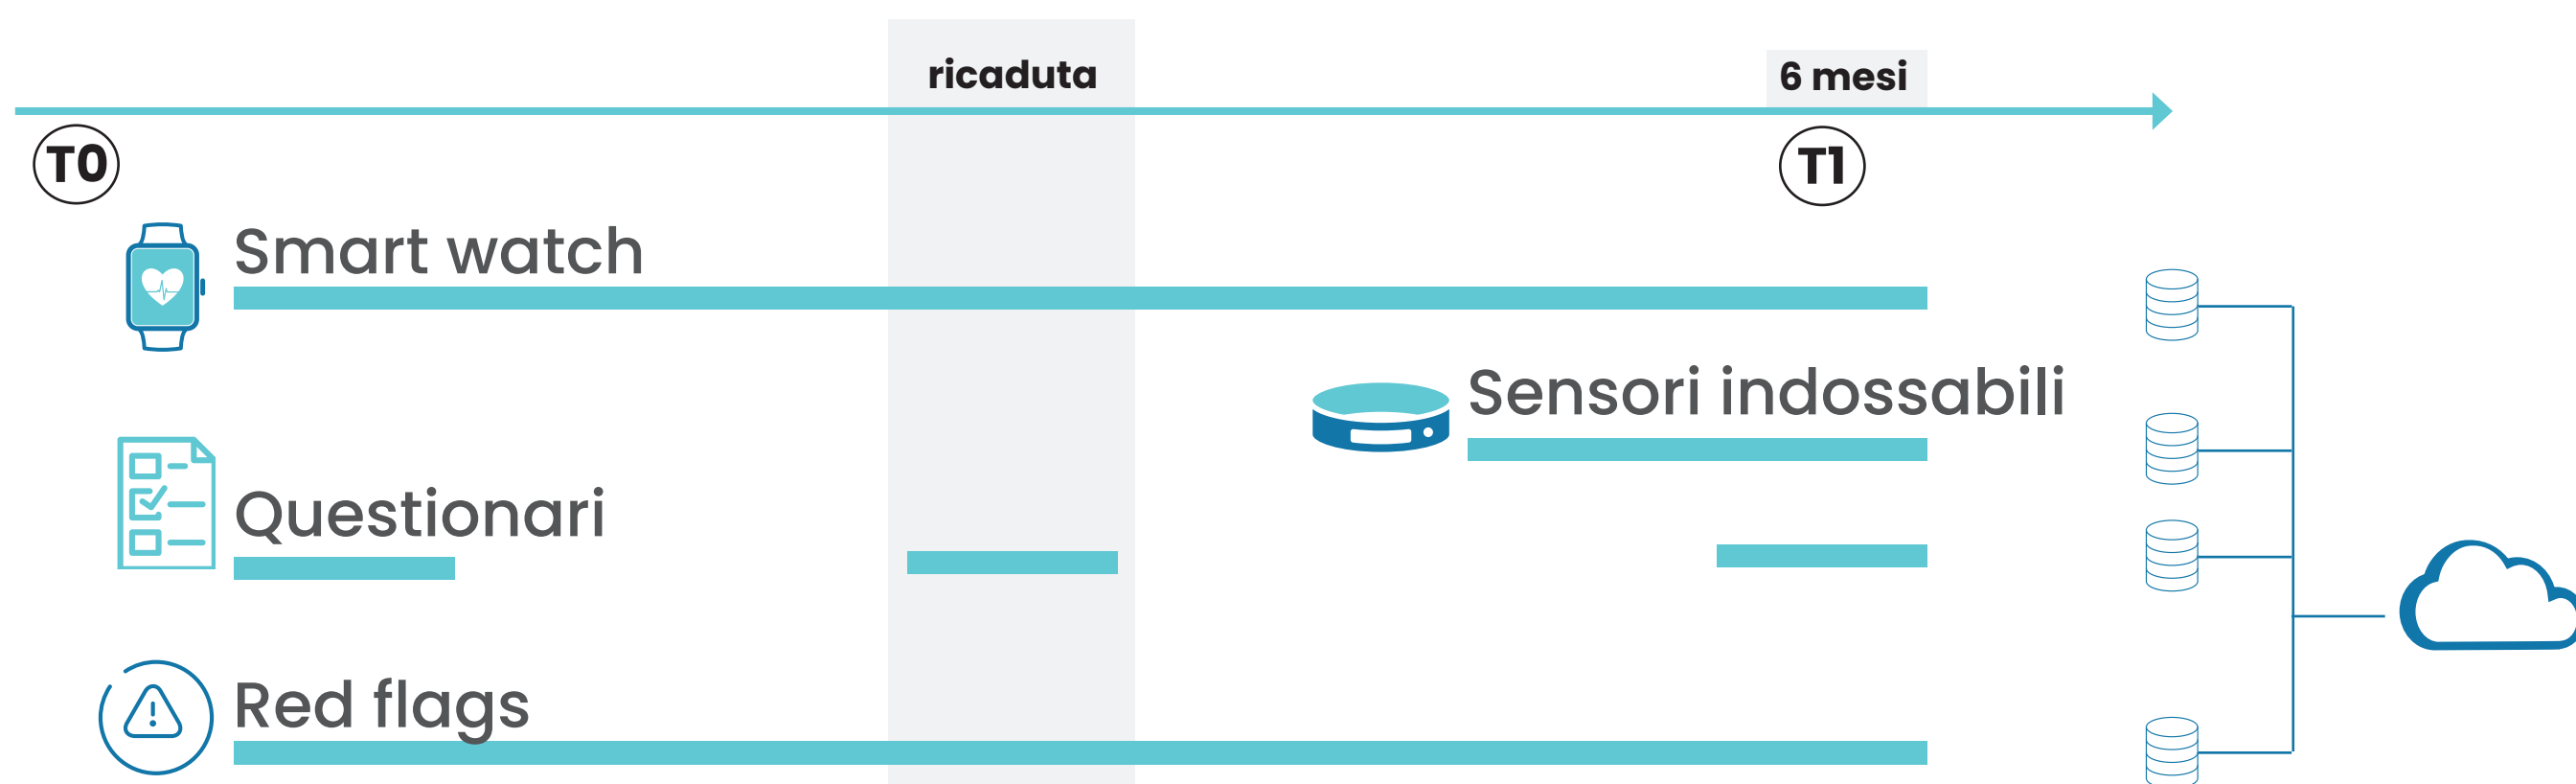 ricaduta
6 mesi
T0
T1
Smart watch
Sensori indossabili
Questionari
Red flags